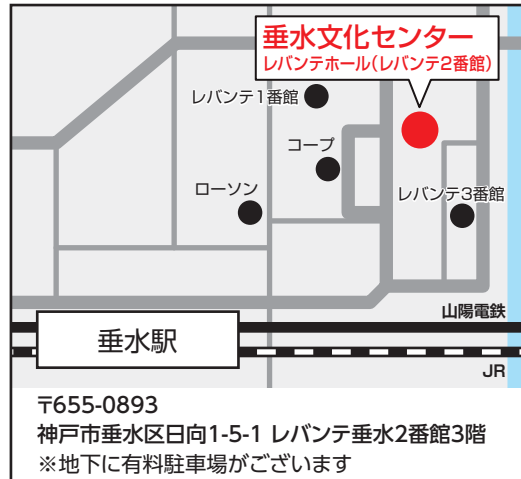 垂水文化センター
レバンテホール(レバンテ2番館)
レバンテ1番館
コープ
ローソン
レバンテ3番館
山陽電鉄
垂水駅
JR
〒655-0893
神戸市垂水区日向1-5-1 レバンテ垂水2番館3階
※地下に有料駐車場がございます